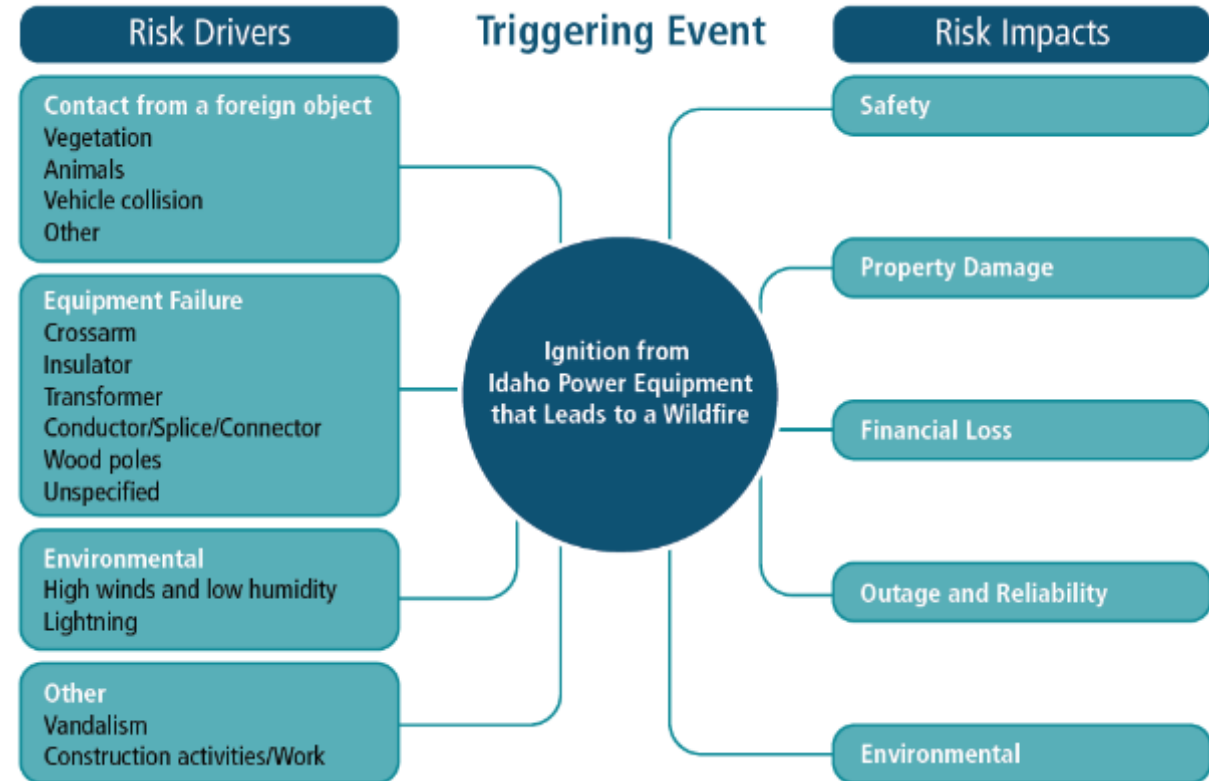 Risk Drivers
Contact from a foreign object
Vegetation
Animals
Vehicle collision
Other
Equipment Failure
Crossarm
Insulator
Transformer
Conductor/Splice/Connector
Wood poles
Unspecified
Environmental
High winds and low humidity
Lightning
Other
Vandalism
Construction activities/Work
Triggering Event
Ignition from
Idaho Power Equipment
that Leads to a Wildfire
Risk Impacts
Safety
Property Damage
Financial Loss
Outage and Reliability
Environmental